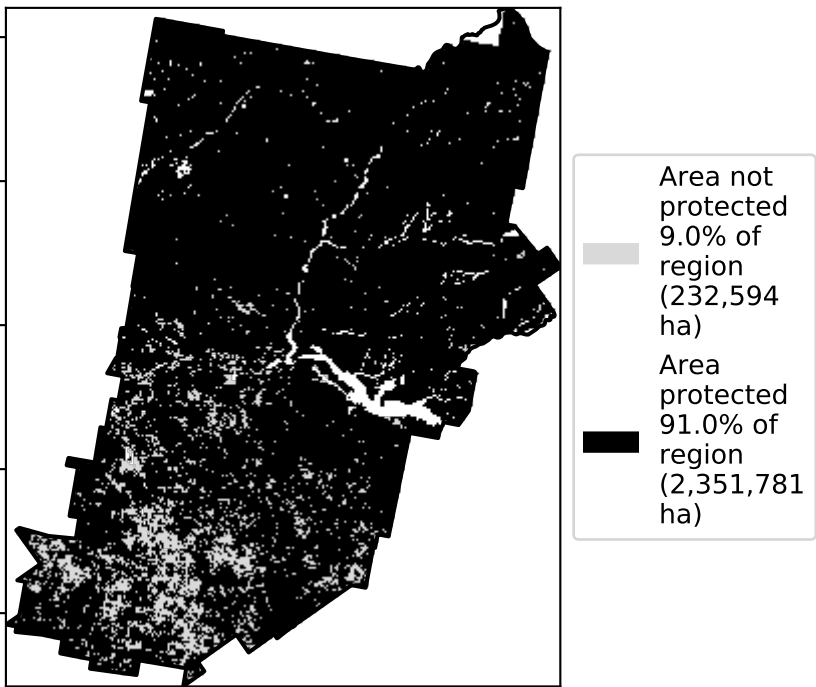 Area not
protected
9.0% of
region
(232,594
ha)
Area
protected
91.0% of
region
(2,351,781
ha)